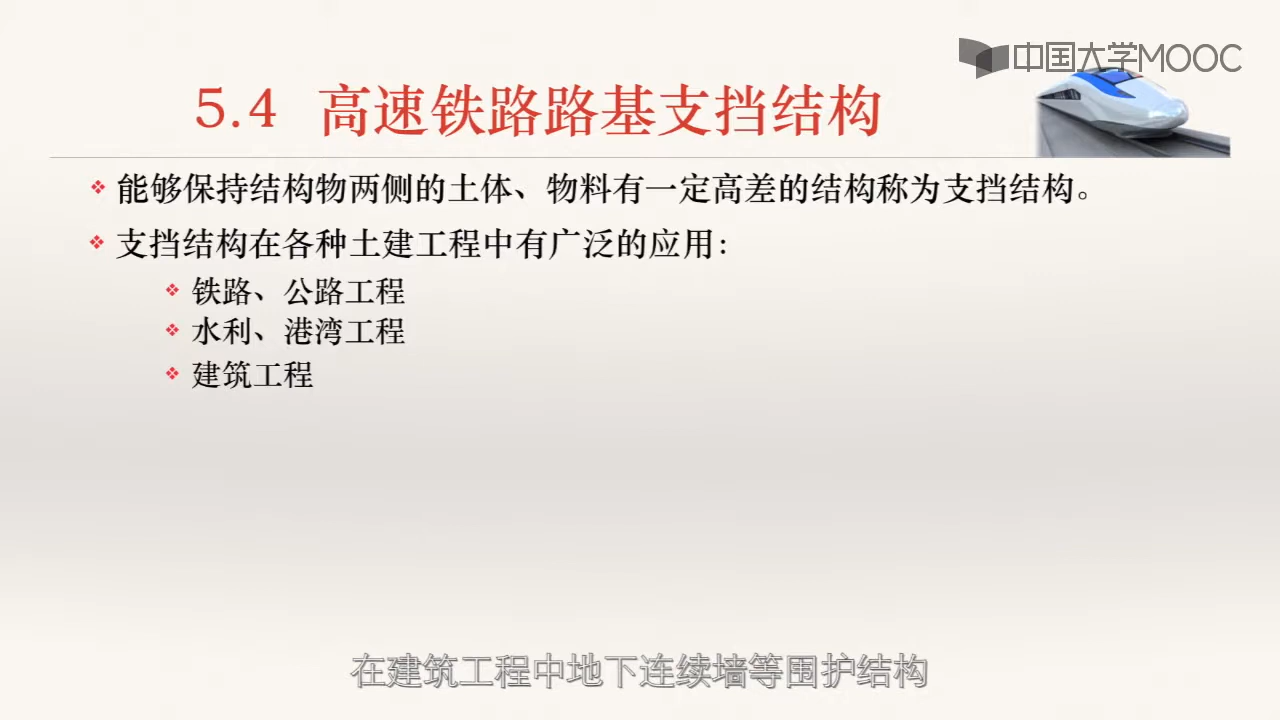 中国大学MOOC
5.4 高速铁路路基支挡结构
能够保持结构物两侧的土体、物料有一定高差的结构称为支挡结构。
支挡结构在各种土建工程中有广泛的应用：
铁路、公路工程
水利、港湾工程
建筑工程
在建筑工程中地下连续墙等围护结构